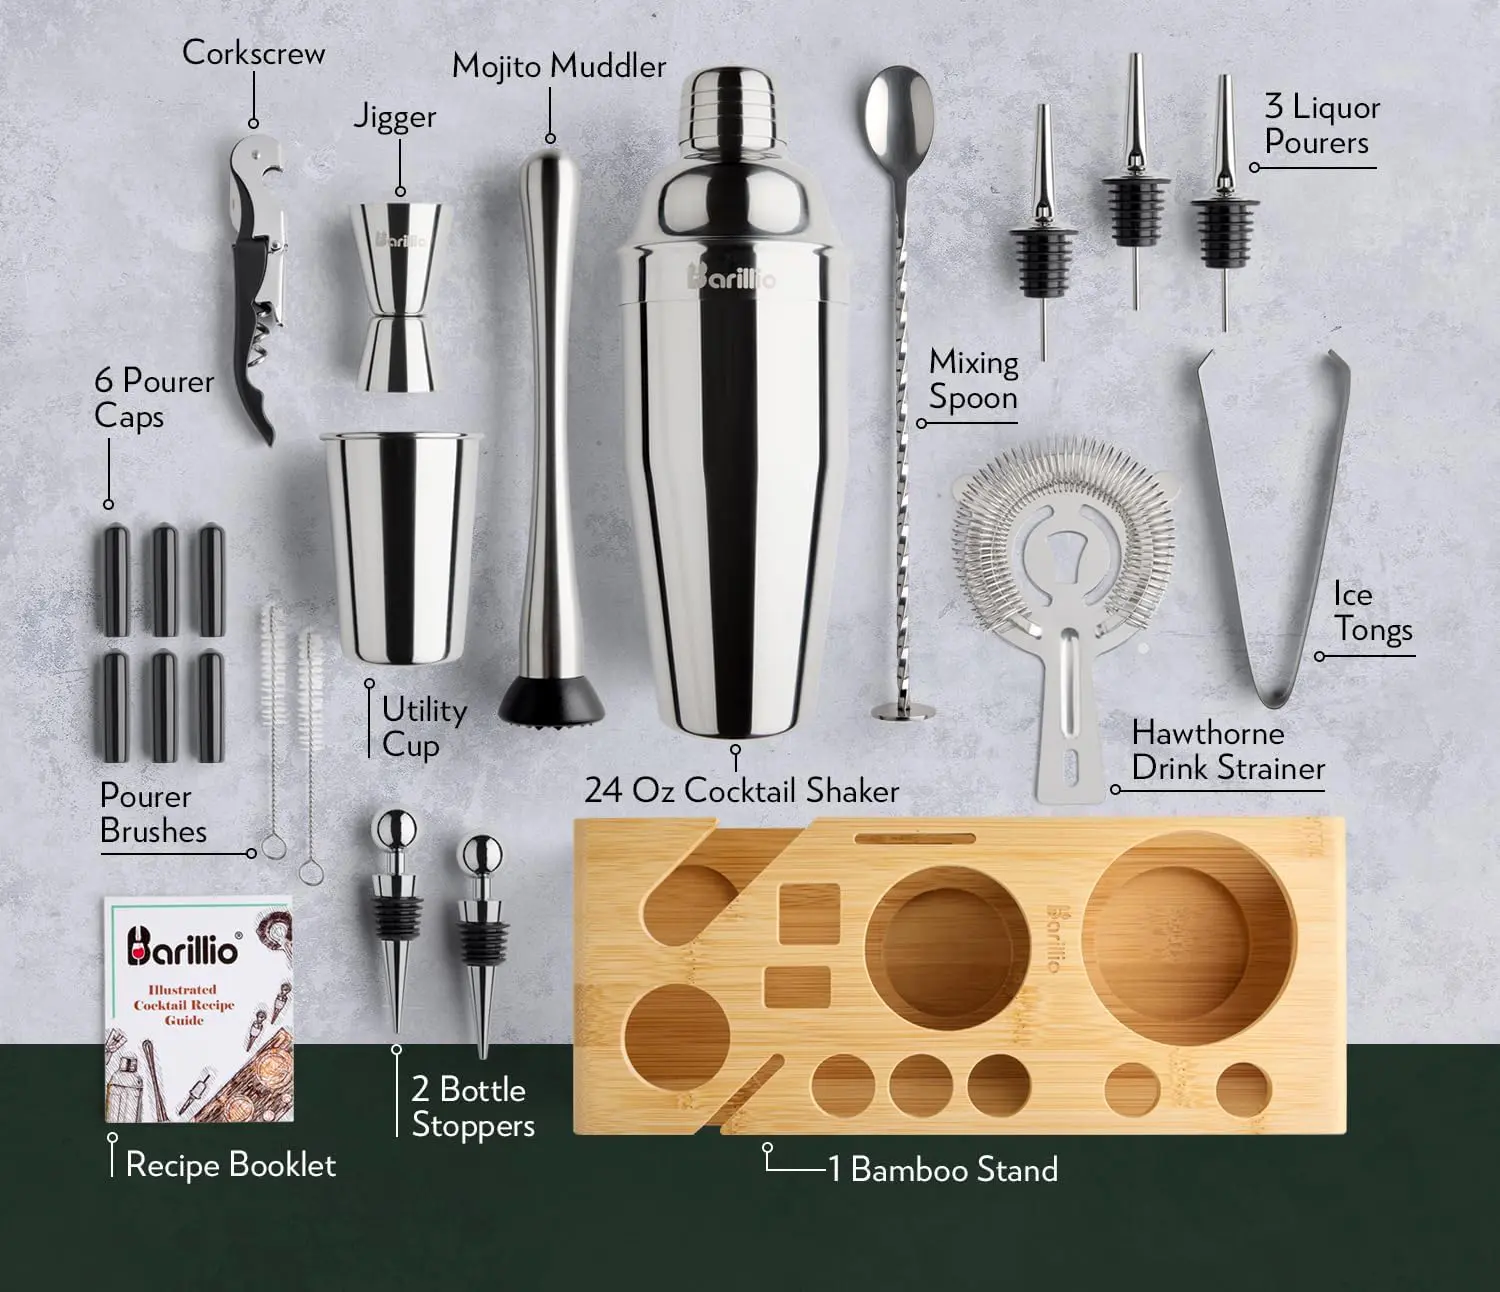 Corkscrew
Mojito Muddler
Jigger
3 Liquor
Pourers
Barillio
Barillio
Mixing
Spoon
6 Pourer
Caps
Ice
Tongs
Utility
Cup
Hawthorne
Drink Strainer
24 Oz Cocktail Shaker
Pourer
Brushes
Barillio®
Illustrated
Cocktail Recipe
Guide
Barillio
2 Bottle
Stoppers
Recipe Booklet
1 Bamboo Stand